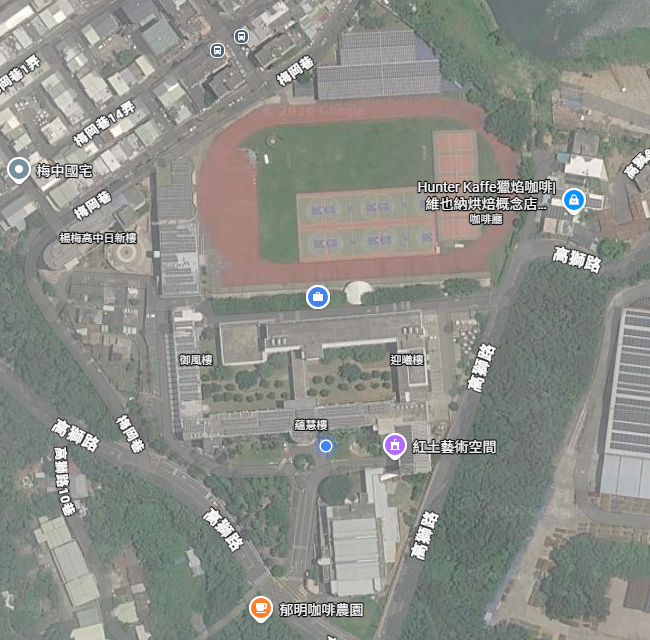 梅岡巷
梅岡巷1弄
梅岡巷14弄
© 2026 Google
梅中國宅
梅岡巷
楊梅高中日新樓
Hunter Kaffe獵焰咖啡|
維也納烘焙概念店...
咖啡廳
高獅路
御風樓
迎曦樓
高獅路
蘊慧樓
紅土藝術空間
高獅路
梅岡巷
高獅路10巷
高獅路
高獅路
郁明咖啡農園